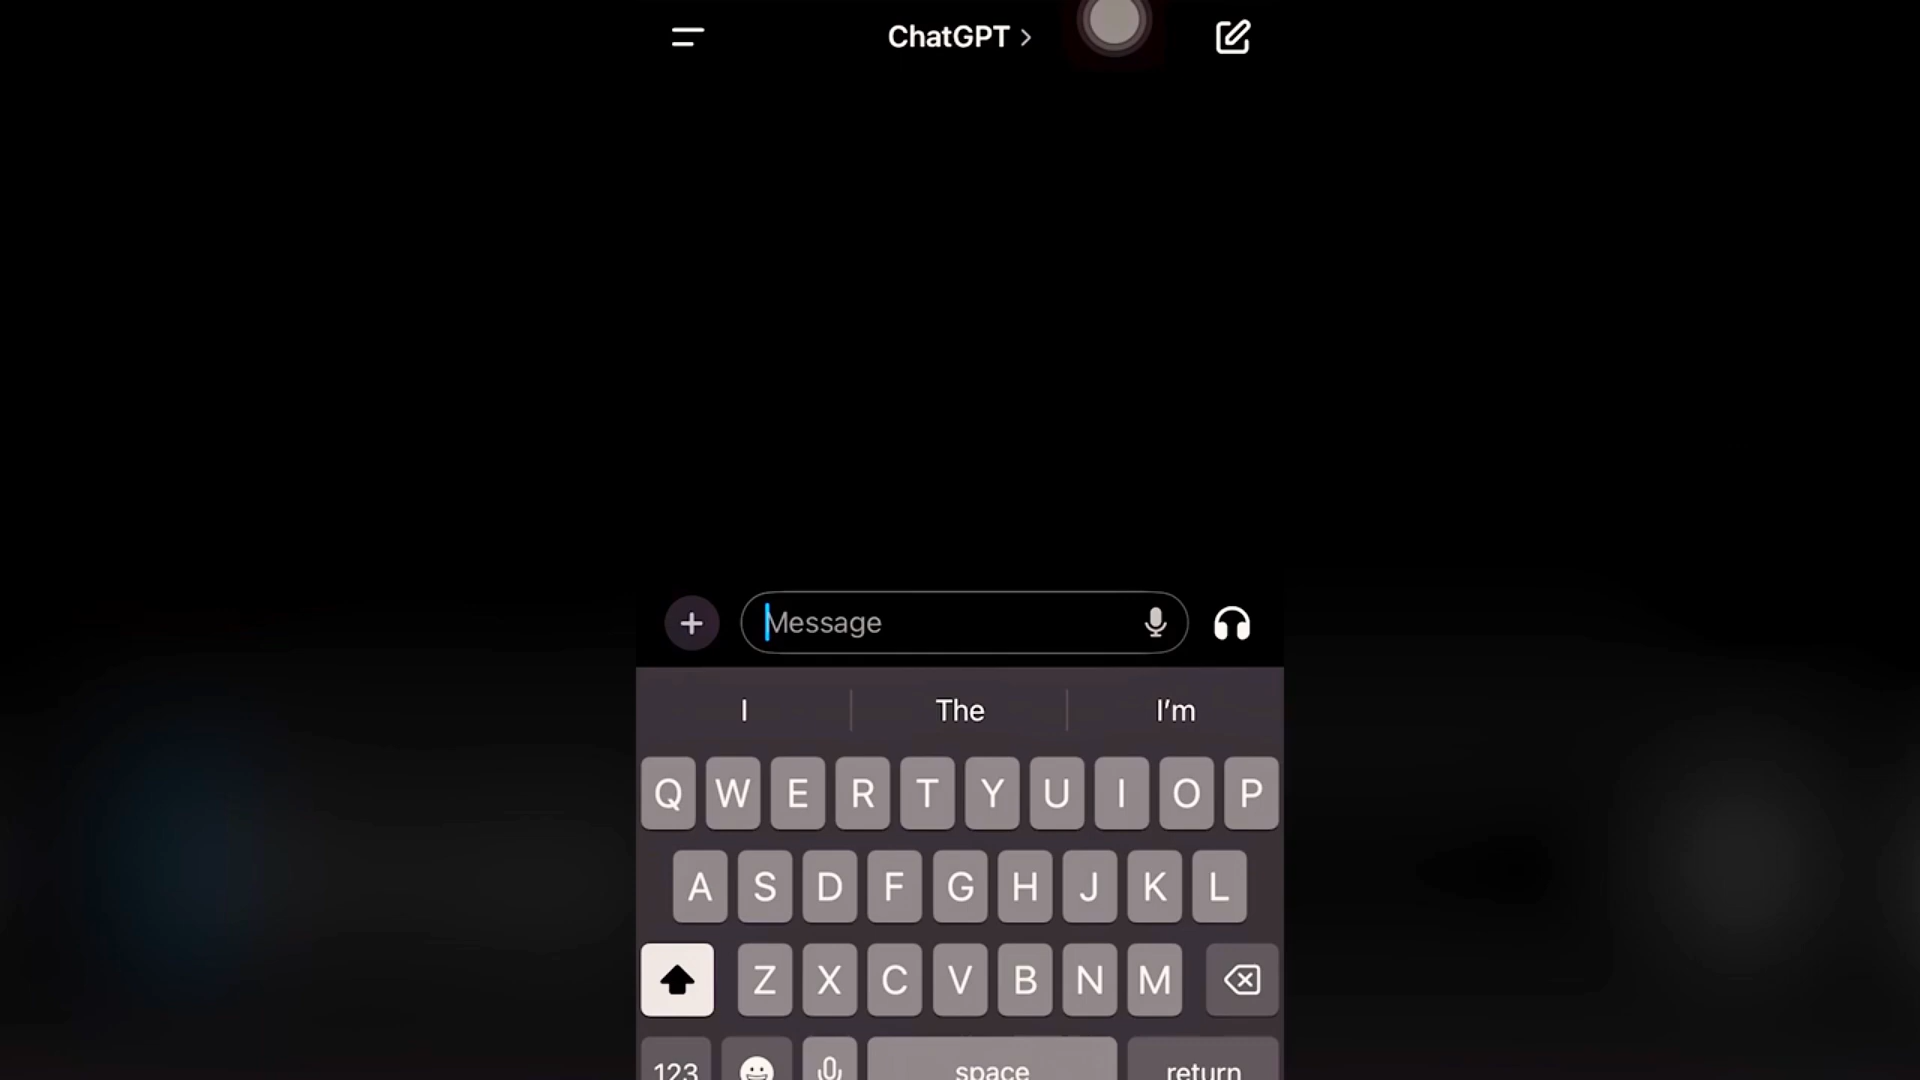 ChatGPT >
Message
I The I'm
Q W E R T Y U I O P
A S D F G H J K L
Z X C V B N M
123 space return